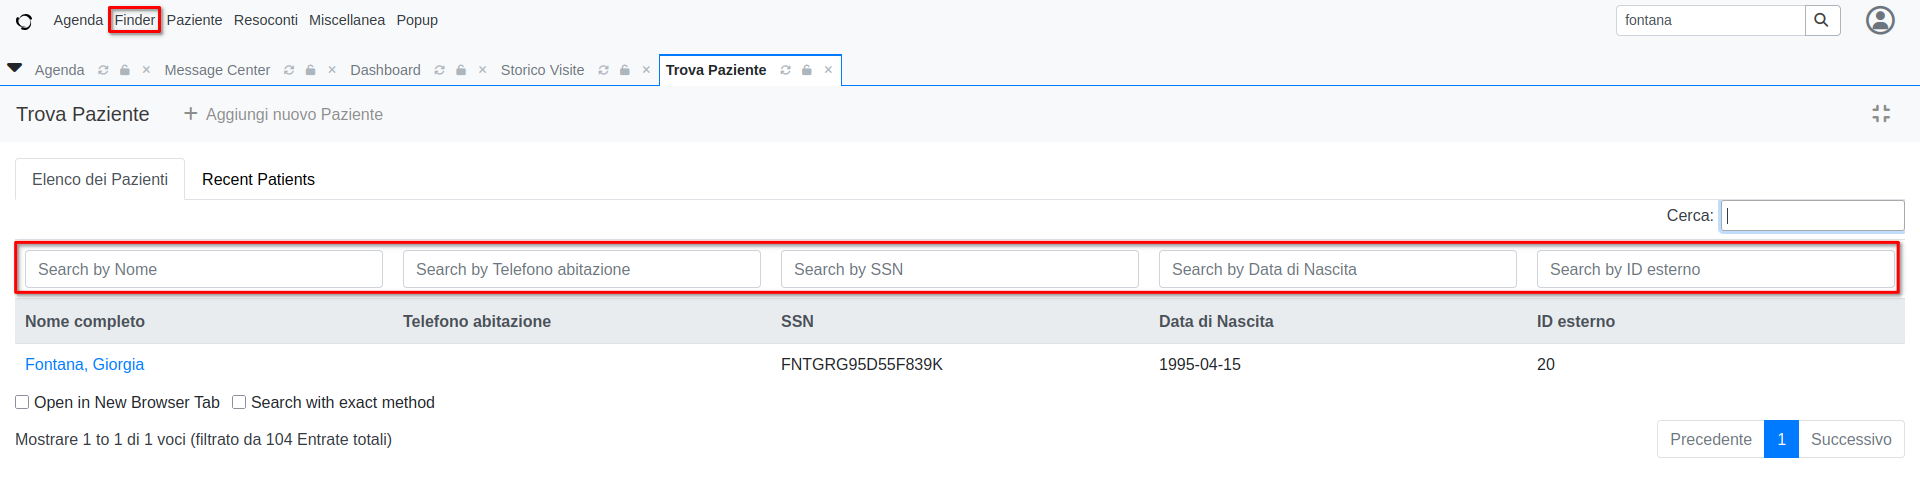 Agenda Finder Paziente Resoconti Miscellanea Popup fontana
Agenda Message Center Dashboard Storico Visite Trova Paziente
Trova Paziente + Aggiungi nuovo Paziente
Elenco dei Pazienti Recent Patients
Cerca:
Search by Nome Search by Telefono abitazione Search by SSN Search by Data di Nascita Search by ID esterno
Nome completo Telefono abitazione SSN Data di Nascita ID esterno
Fontana, Giorgia FNTGRG95D55F839K 1995-04-15 20
Open in New Browser Tab Search with exact method
Mostrare 1 to 1 di 1 voci (filtrato da 104 Entrate totali) Precedente 1 Successivo